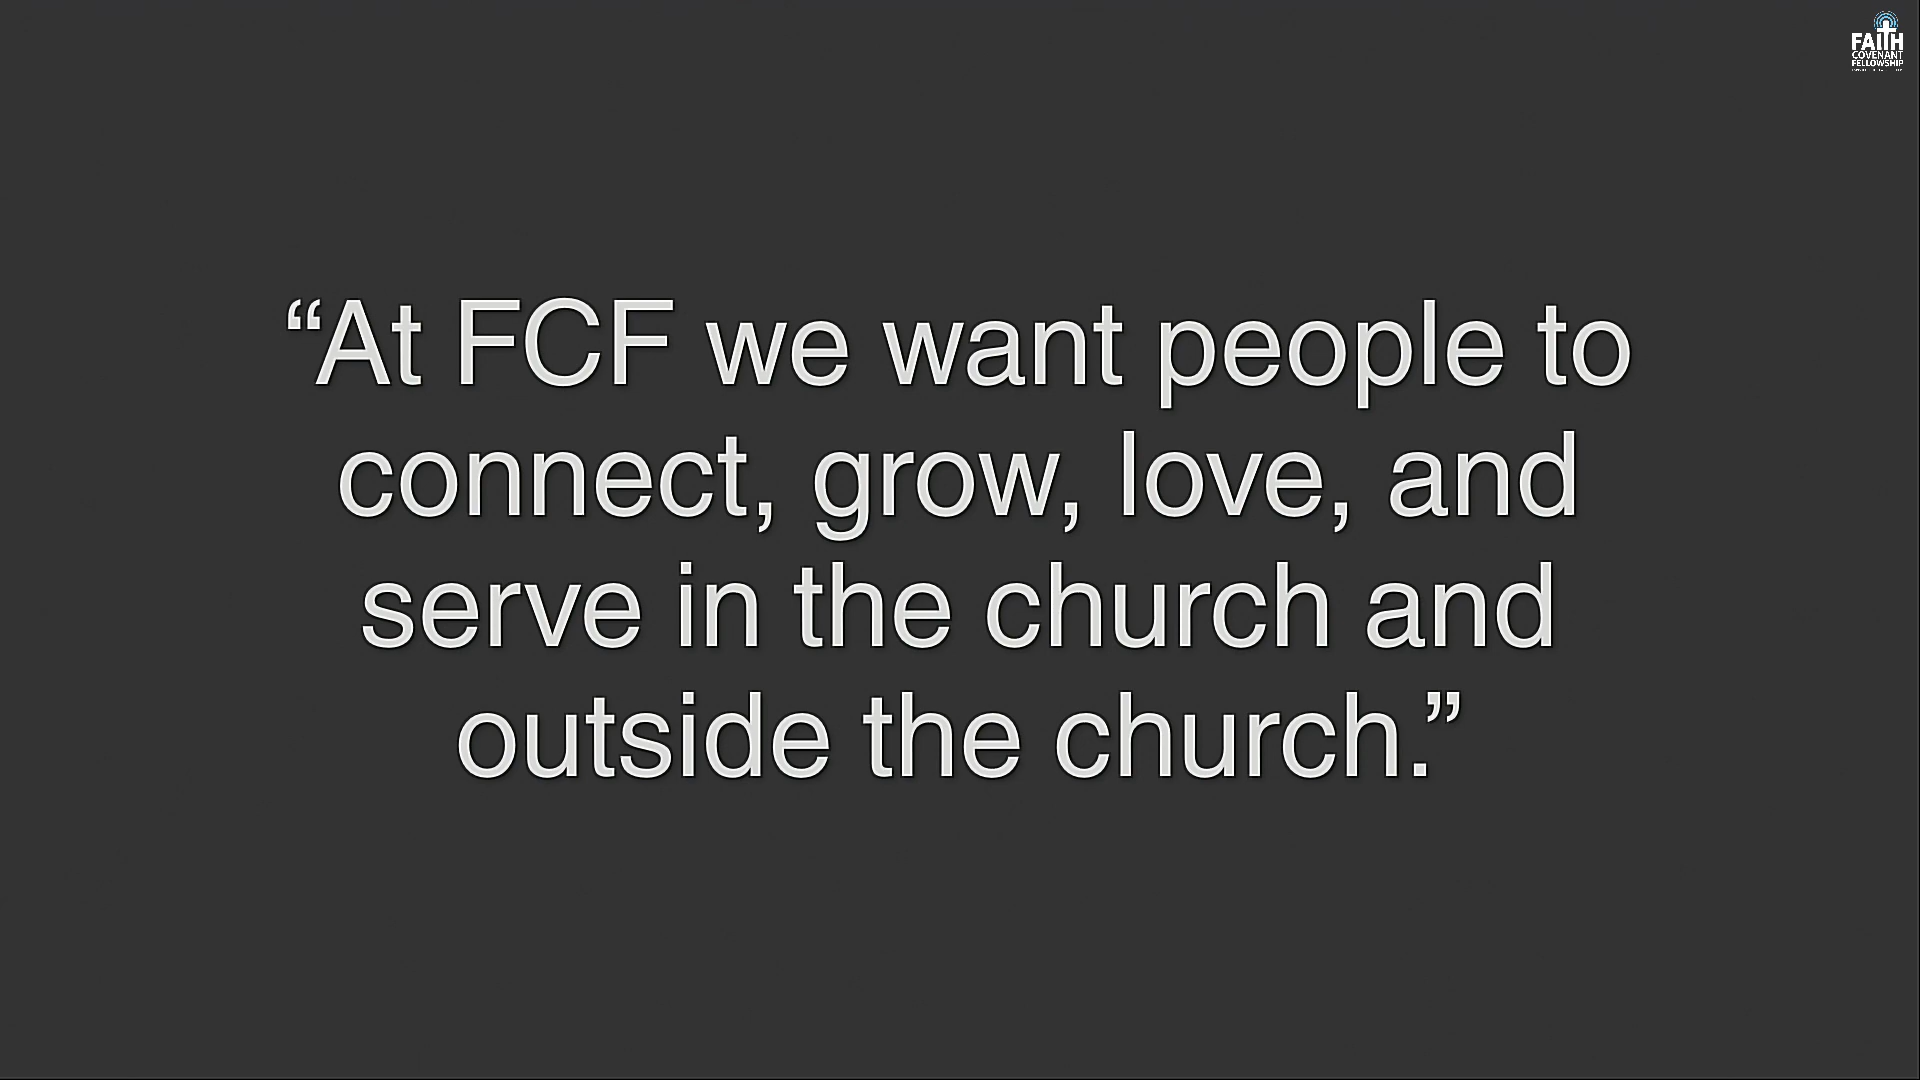 FAITH
COVENANT
FELLOWSHIP
“At FCF we want people to
connect, grow, love, and
serve in the church and
outside the church.”